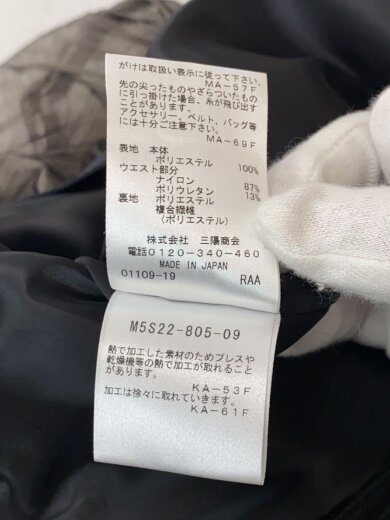 がけは取扱い表示に従って下さい。
MA-57F
先の尖ったものやざらついたもの
に引っ掛けた場合、糸が飛び出す
ことがあります。
アクセサリー、ベルト、バッグ等
には十分ご注意下さい。
MA-69F
表地 本体
ポリエステル 100%
ウエスト部分
ナイロン 87%
ポリウレタン 13%
裏地 ポリエステル
複合繊維
(ポリエステル)
株式会社 三陽商会
電話0120-340-460
MADE IN JAPAN
01109-19 RAA
M5S22-805-09
熱で加工した素材のためプレスや
乾燥機等の熱で加工が取れること
があります。
KA-53F
加工は徐々に取れていきます。
KA-61F